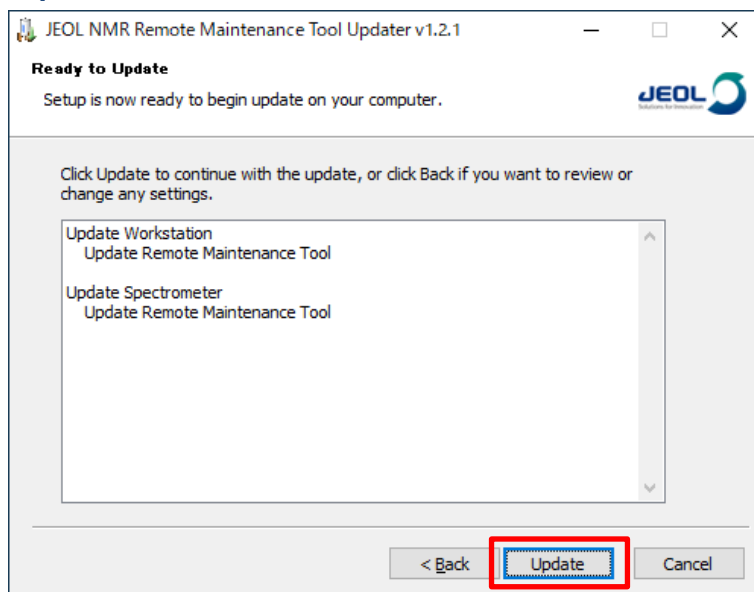 JEOL NMR Remote Maintenance Tool Updater v1.2.1
Ready to Update
Setup is now ready to begin update on your computer.
JEOL
Solutions for Innovation
Click Update to continue with the update, or click Back if you want to review or
change any settings.
Update Workstation
Update Remote Maintenance Tool
Update Spectrometer
Update Remote Maintenance Tool
< Back
Update
Cancel